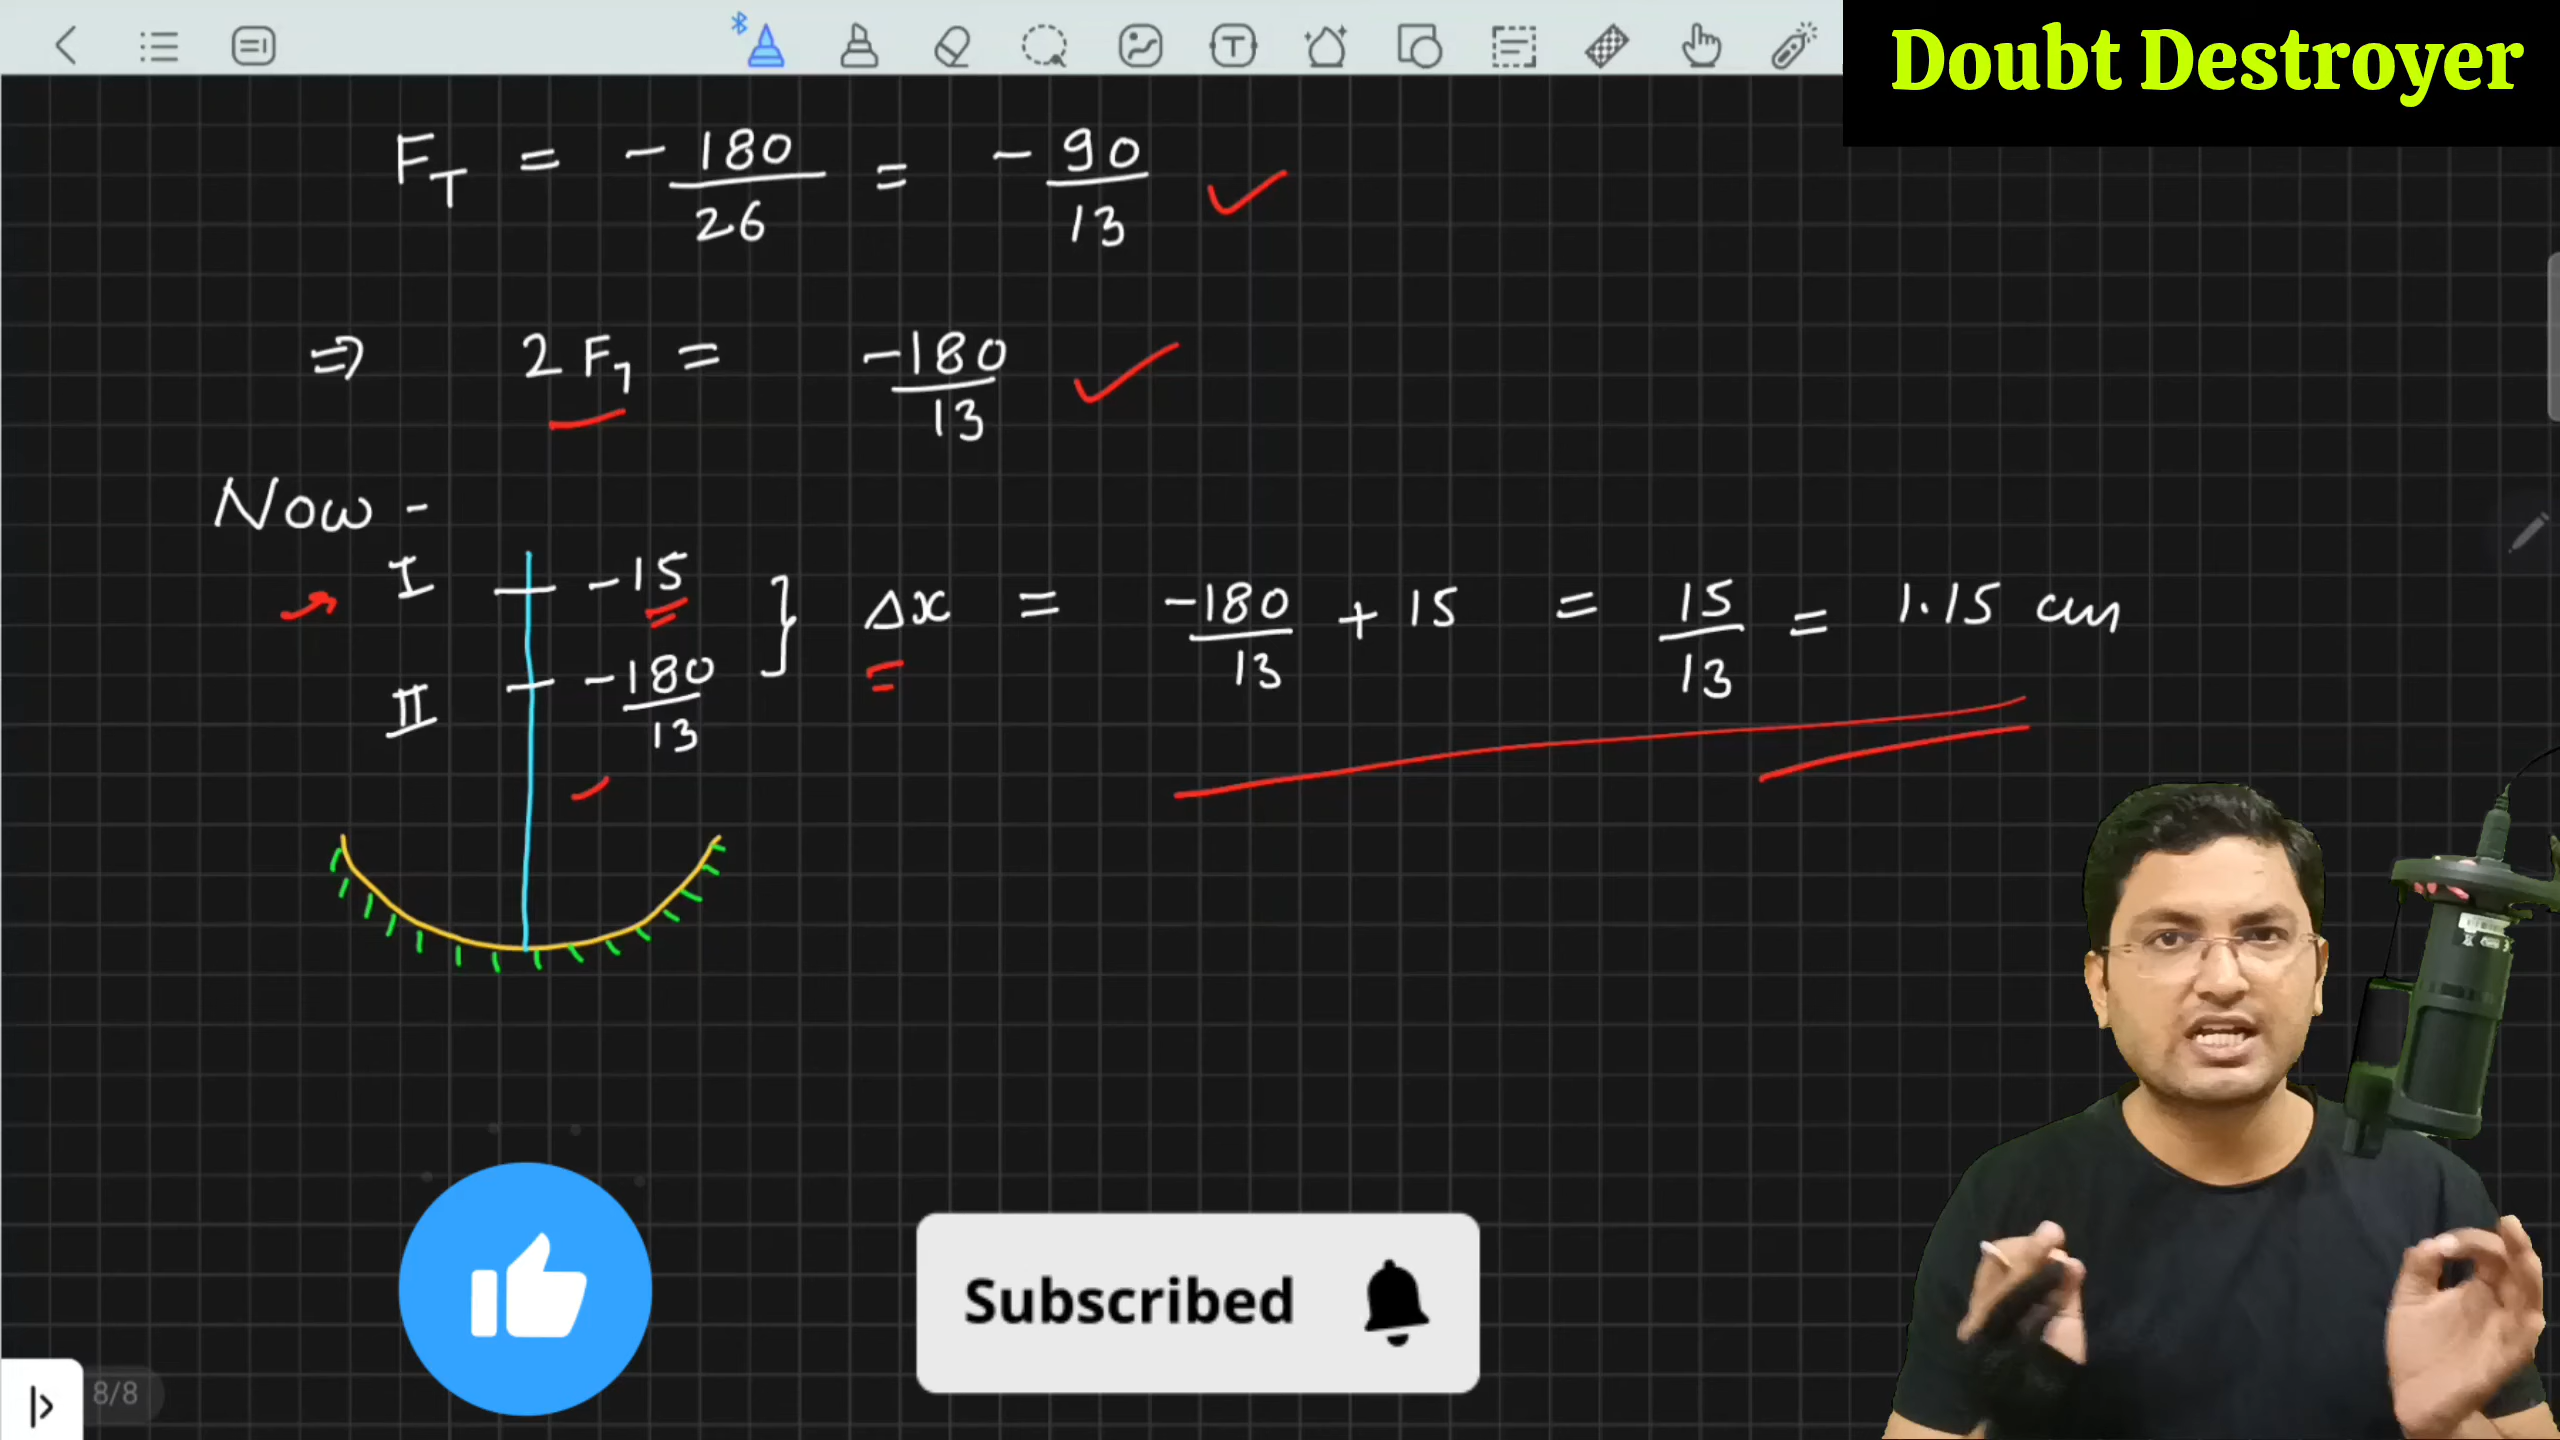 Doubt Destroyer
F_T = -180/26 = -90/13
⇒ 2F_T = -180/13
Now -
I -15
II -180/13
} Δx = -180/13 + 15 = 15/13 = 1.15 cm
Subscribed
8/8